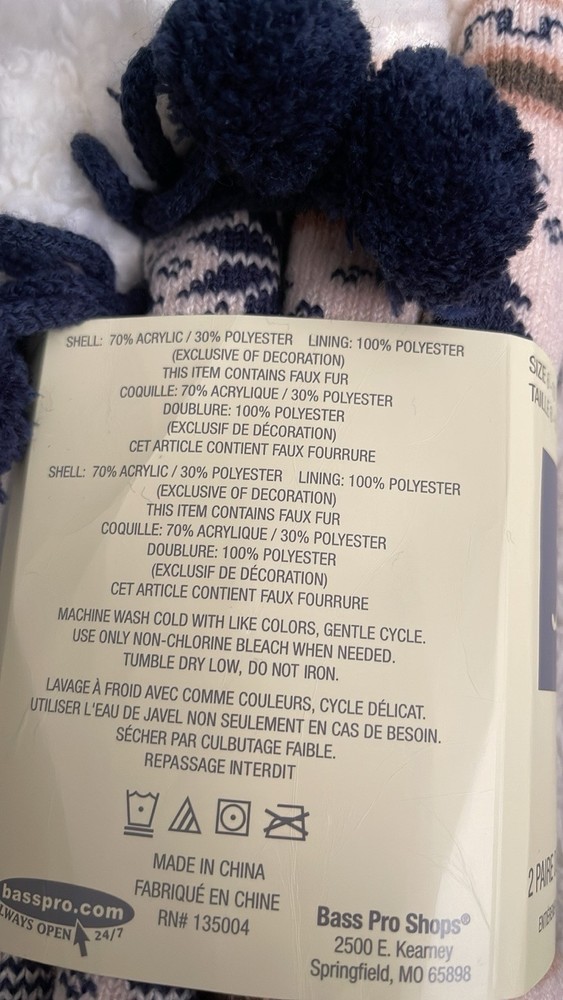 SHELL: 70% ACRYLIC / 30% POLYESTER LINING: 100% POLYESTER
(EXCLUSIVE OF DECORATION)
THIS ITEM CONTAINS FAUX FUR
COQUILLE: 70% ACRYLIQUE / 30% POLYESTER
DOUBLURE: 100% POLYESTER
(EXCLUSIF DE DÉCORATION)
CET ARTICLE CONTIENT FAUX FOURRURE
SHELL: 70% ACRYLIC / 30% POLYESTER LINING: 100% POLYESTER
(EXCLUSIVE OF DECORATION)
THIS ITEM CONTAINS FAUX FUR
COQUILLE: 70% ACRYLIQUE / 30% POLYESTER
DOUBLURE: 100% POLYESTER
(EXCLUSIF DE DÉCORATION)
CET ARTICLE CONTIENT FAUX FOURRURE
MACHINE WASH COLD WITH LIKE COLORS, GENTLE CYCLE.
USE ONLY NON-CHLORINE BLEACH WHEN NEEDED.
TUMBLE DRY LOW, DO NOT IRON.
LAVAGE À FROID AVEC COMME COULEURS, CYCLE DÉLICAT.
UTILISER L'EAU DE JAVEL NON SEULEMENT EN CAS DE BESOIN.
SÉCHER PAR CULBUTAGE FAIBLE.
REPASSAGE INTERDIT
MADE IN CHINA
FABRIQUÉ EN CHINE
RN# 135004
basspro.com
OPEN 24/7
Bass Pro Shops®
2500 E. Kearney
Springfield, MO 65898
SIZE
2 PAIRE